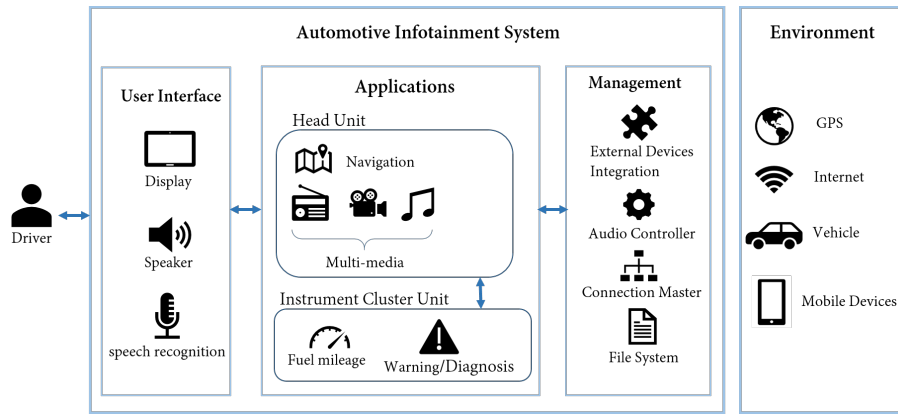 Automotive Infotainment System
Environment
User Interface
Applications
Management
Head Unit
Navigation
Multi-media
Display
Speaker
speech recognition
Driver
Instrument Cluster Unit
Fuel mileage
Warning/Diagnosis
External Devices
Integration
Audio Controller
Connection Master
File System
GPS
Internet
Vehicle
Mobile Devices